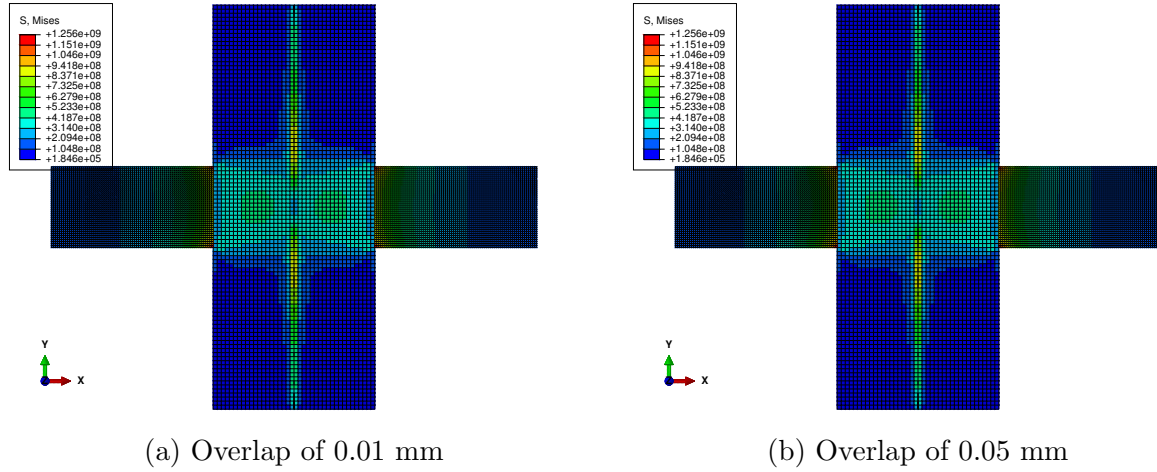 S, Mises
+1.256e+09
+1.151e+09
+1.046e+09
+9.418e+08
+8.371e+08
+7.325e+08
+6.279e+08
+5.233e+08
+4.187e+08
+3.140e+08
+2.094e+08
+1.048e+08
+1.846e+05
Y
X
(a) Overlap of 0.01 mm
S, Mises
+1.256e+09
+1.151e+09
+1.046e+09
+9.418e+08
+8.371e+08
+7.325e+08
+6.279e+08
+5.233e+08
+4.187e+08
+3.140e+08
+2.094e+08
+1.048e+08
+1.846e+05
Y
X
(b) Overlap of 0.05 mm